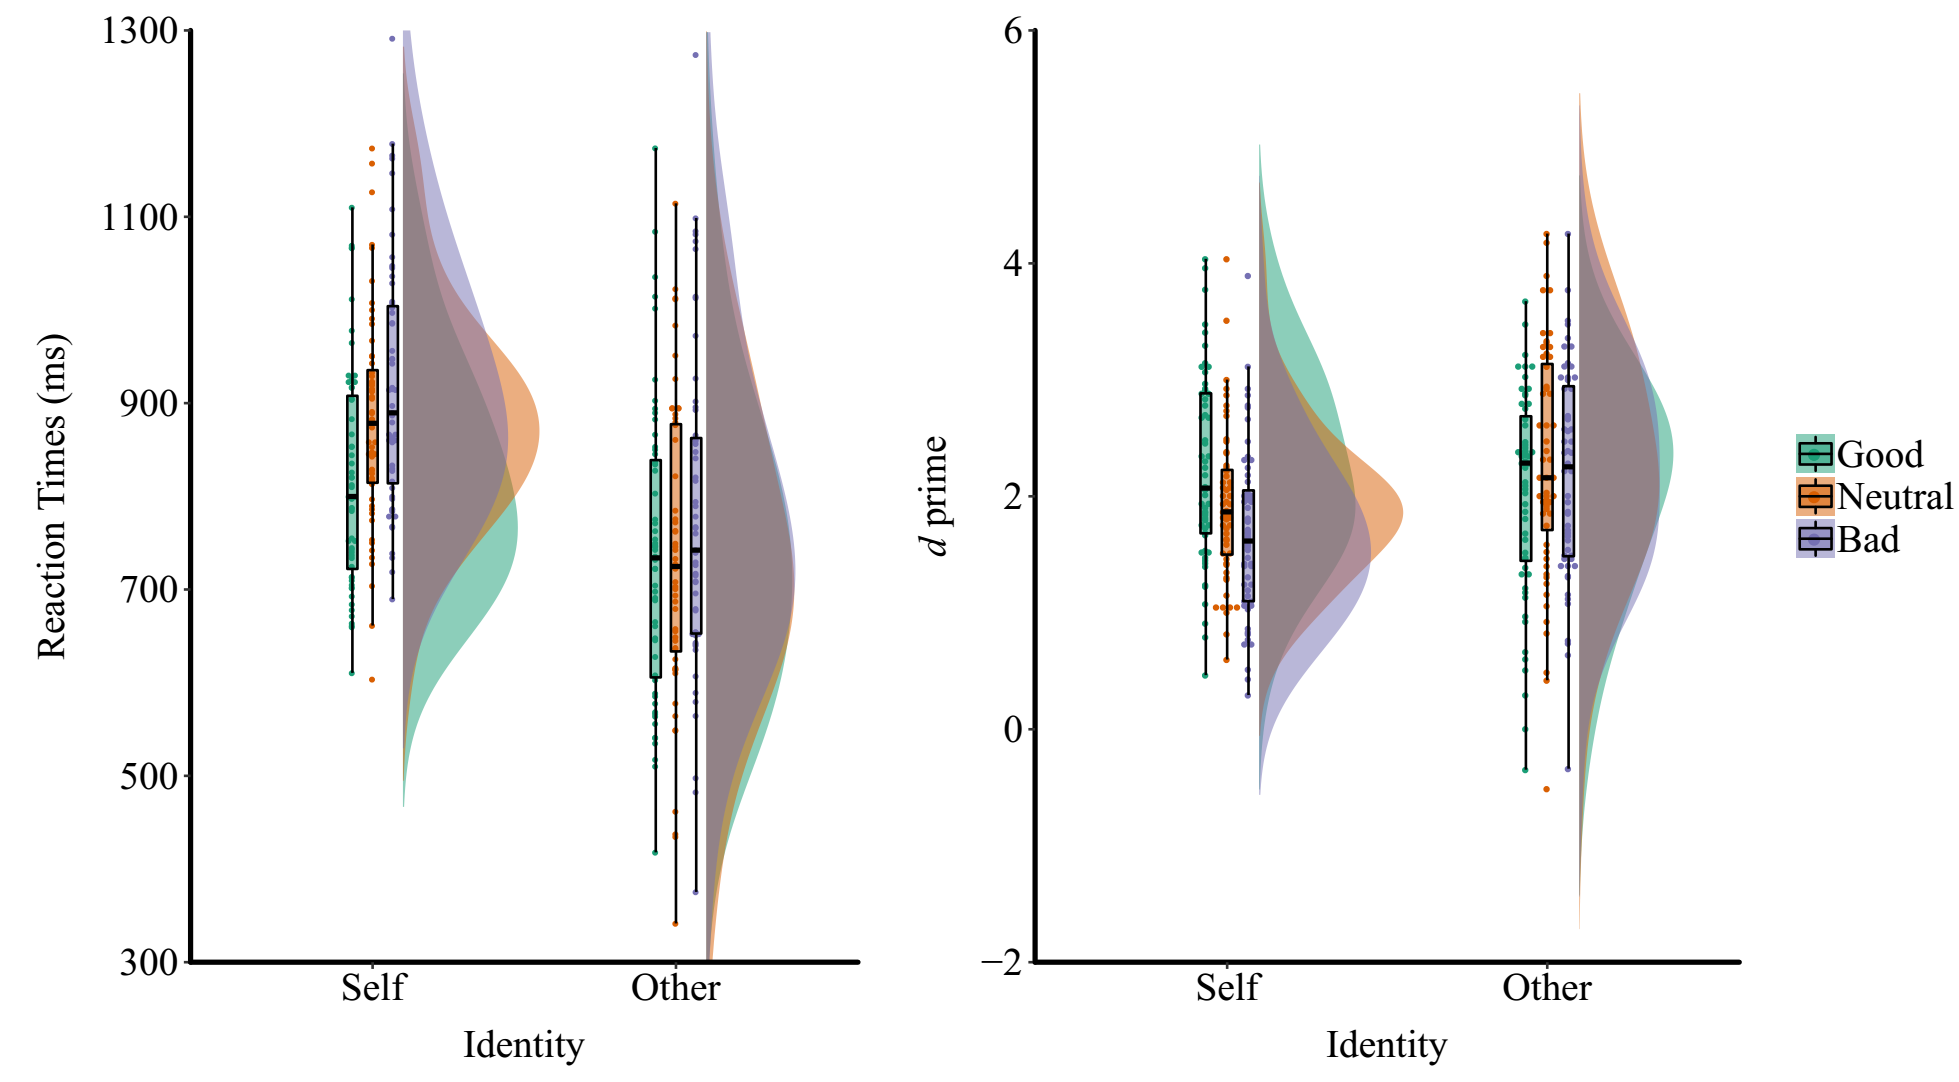 Reaction Times (ms)
1300
1100
900
700
500
300
Self
Other
Identity
d prime
6
4
2
0
−2
Self
Other
Identity
Good
Neutral
Bad